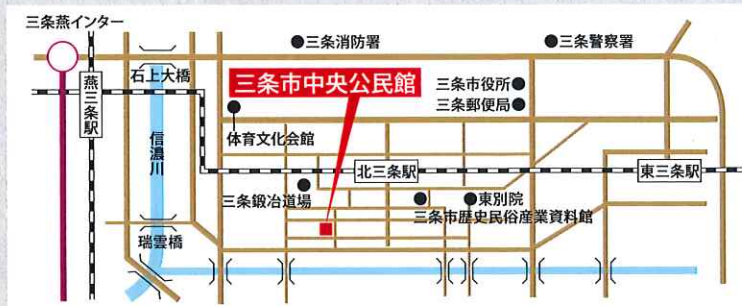 三条燕インター
三条消防署
三条警察署
石上大橋
三条市中央公民館
三条市役所
三条郵便局
燕三条駅
体育文化会館
信濃川
北三条駅
東三条駅
三条鍛冶道場
東別院
三条市歴史民俗産業資料館
瑞雲橋